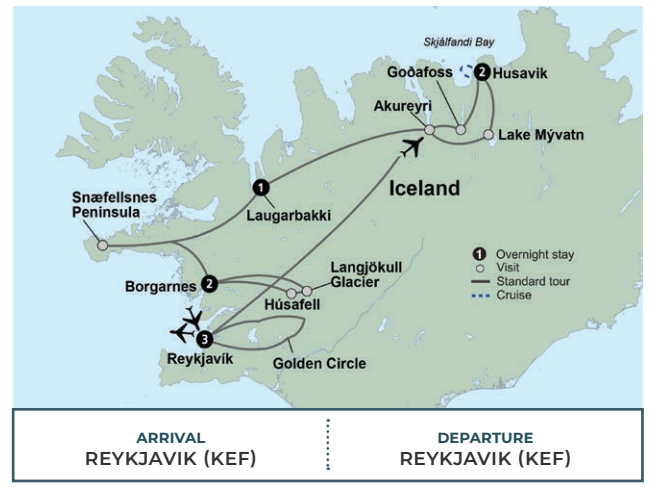 Skjálfandi Bay
Goðafoss
2 Husavik
Akureyri
Lake Mývatn
Iceland
1
Laugarbakki
Snæfellsnes
Peninsula
1 Overnight stay
Visit
Standard tour
Cruise
Langjökull
Glacier
Borgarnes 2
Húsafell
3
Reykjavík
Golden Circle
ARRIVAL
REYKJAVIK (KEF)
DEPARTURE
REYKJAVIK (KEF)